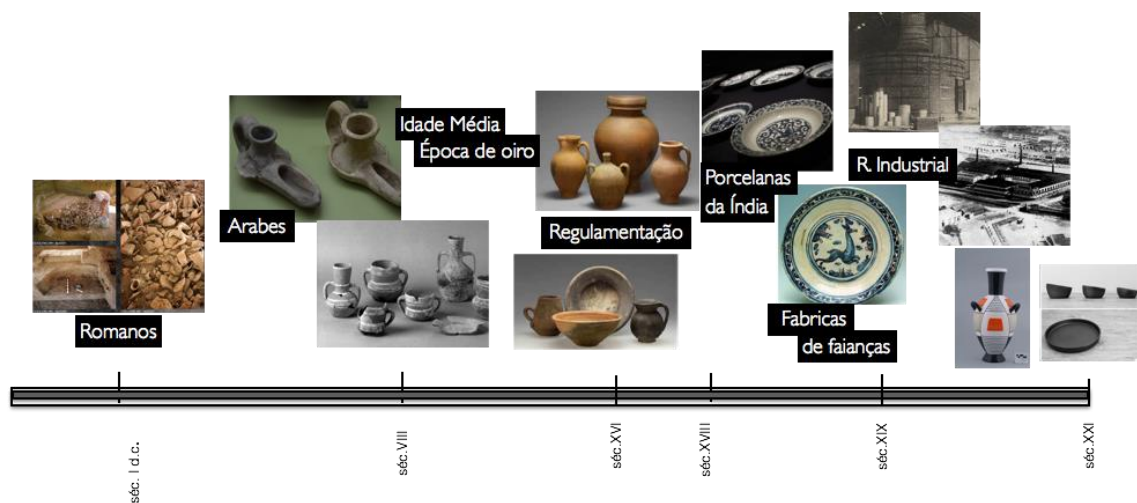 Romanos
Arabes
Idade Média
Época de oiro
Regulamentação
Porcelanas
da Índia
Fabricas
de faianças
R. Industrial
séc. I d.c.
séc.VIII
séc.XVI
séc.XVIII
séc.XIX
séc.XXI